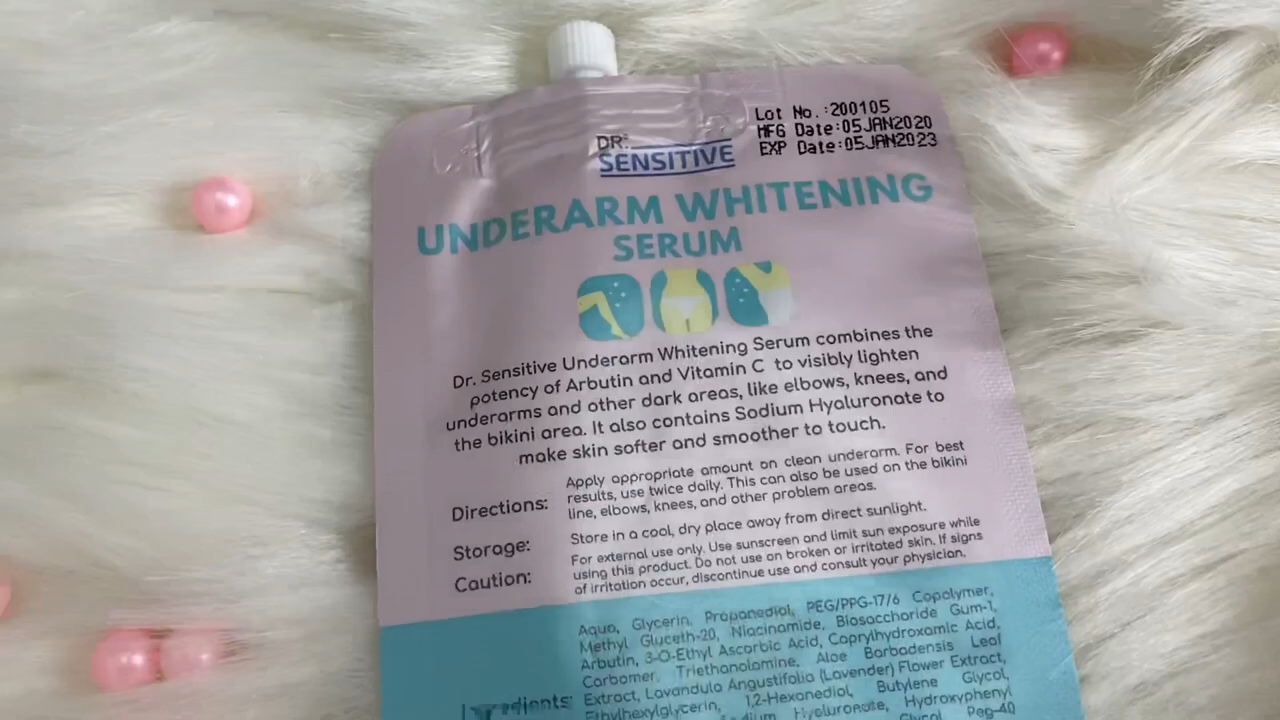 Lot No.:200105
MFG Date:05JAN2020
EXP Date:05JAN2023
DR.
SENSITIVE
UNDERARM WHITENING
SERUM
Dr. Sensitive Underarm Whitening Serum combines the
potency of Arbutin and Vitamin C to visibly lighten
underarms and other dark areas, like elbows, knees, and
the bikini area. It also contains Sodium Hyaluronate to
make skin softer and smoother to touch.
Directions:
Apply appropriate amount on clean underarm. For best
results, use twice daily. This can also be used on the bikini
line, elbows, knees, and other problem areas.
Storage:
Store in a cool, dry place away from direct sunlight.
Caution:
For external use only. Use sunscreen and limit sun exposure while
using this product. Do not use on broken or irritated skin. If signs
of irritation occur, discontinue use and consult your physician.
Aqua, Glycerin, Propanediol, PEG/PPG-17/6 Copolymer,
Methyl Gluceth-20, Niacinamide, Biosaccharide Gum-1,
Arbutin, 3-O-Ethyl Ascorbic Acid, Caprylhydroxamic Acid,
Carbomer, Triethanolamine, Aloe Barbadensis Leaf
Extract, Lavandula Angustifolia (Lavender) Flower Extract,
Ethylhexylglycerin, 1,2-Hexanediol, Butylene Glycol,
Hyaluronate, Hydroxyphenyl
Glycol, Peg-40